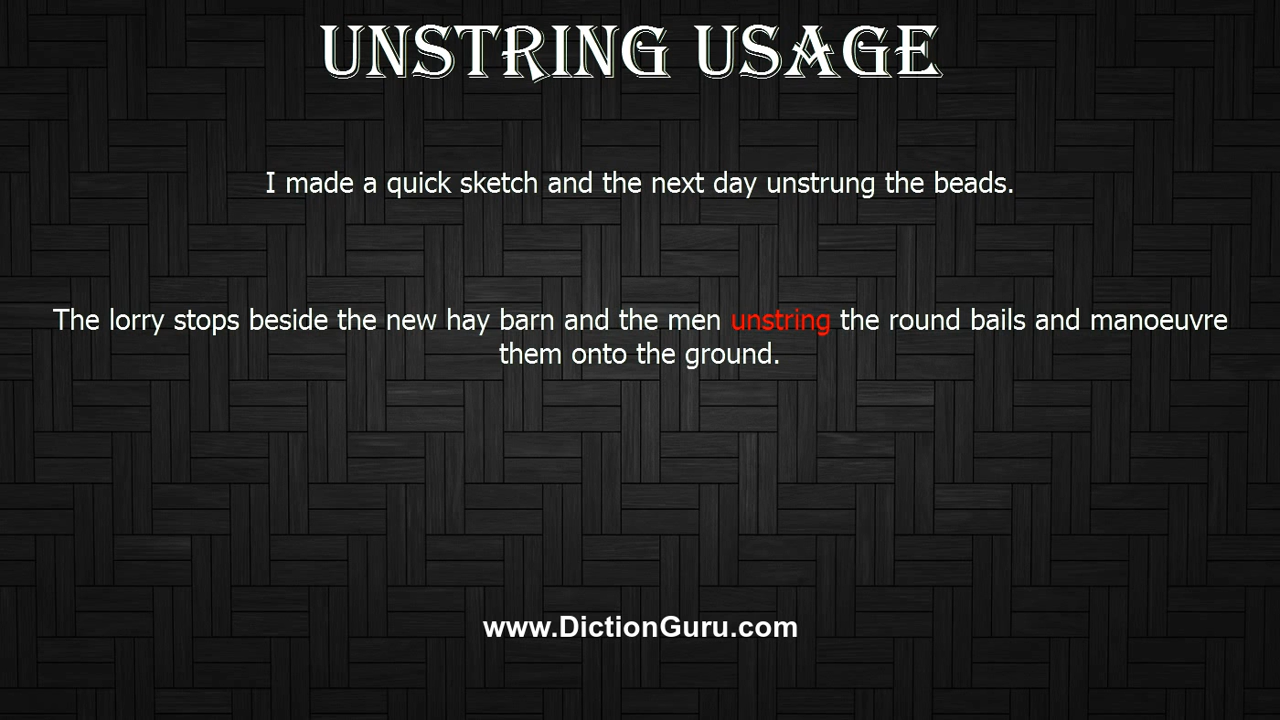 UNSTRING USAGE
I made a quick sketch and the next day unstrung the beads.
The lorry stops beside the new hay barn and the men unstring the round bails and manoeuvre
them onto the ground.
www.DictionGuru.com